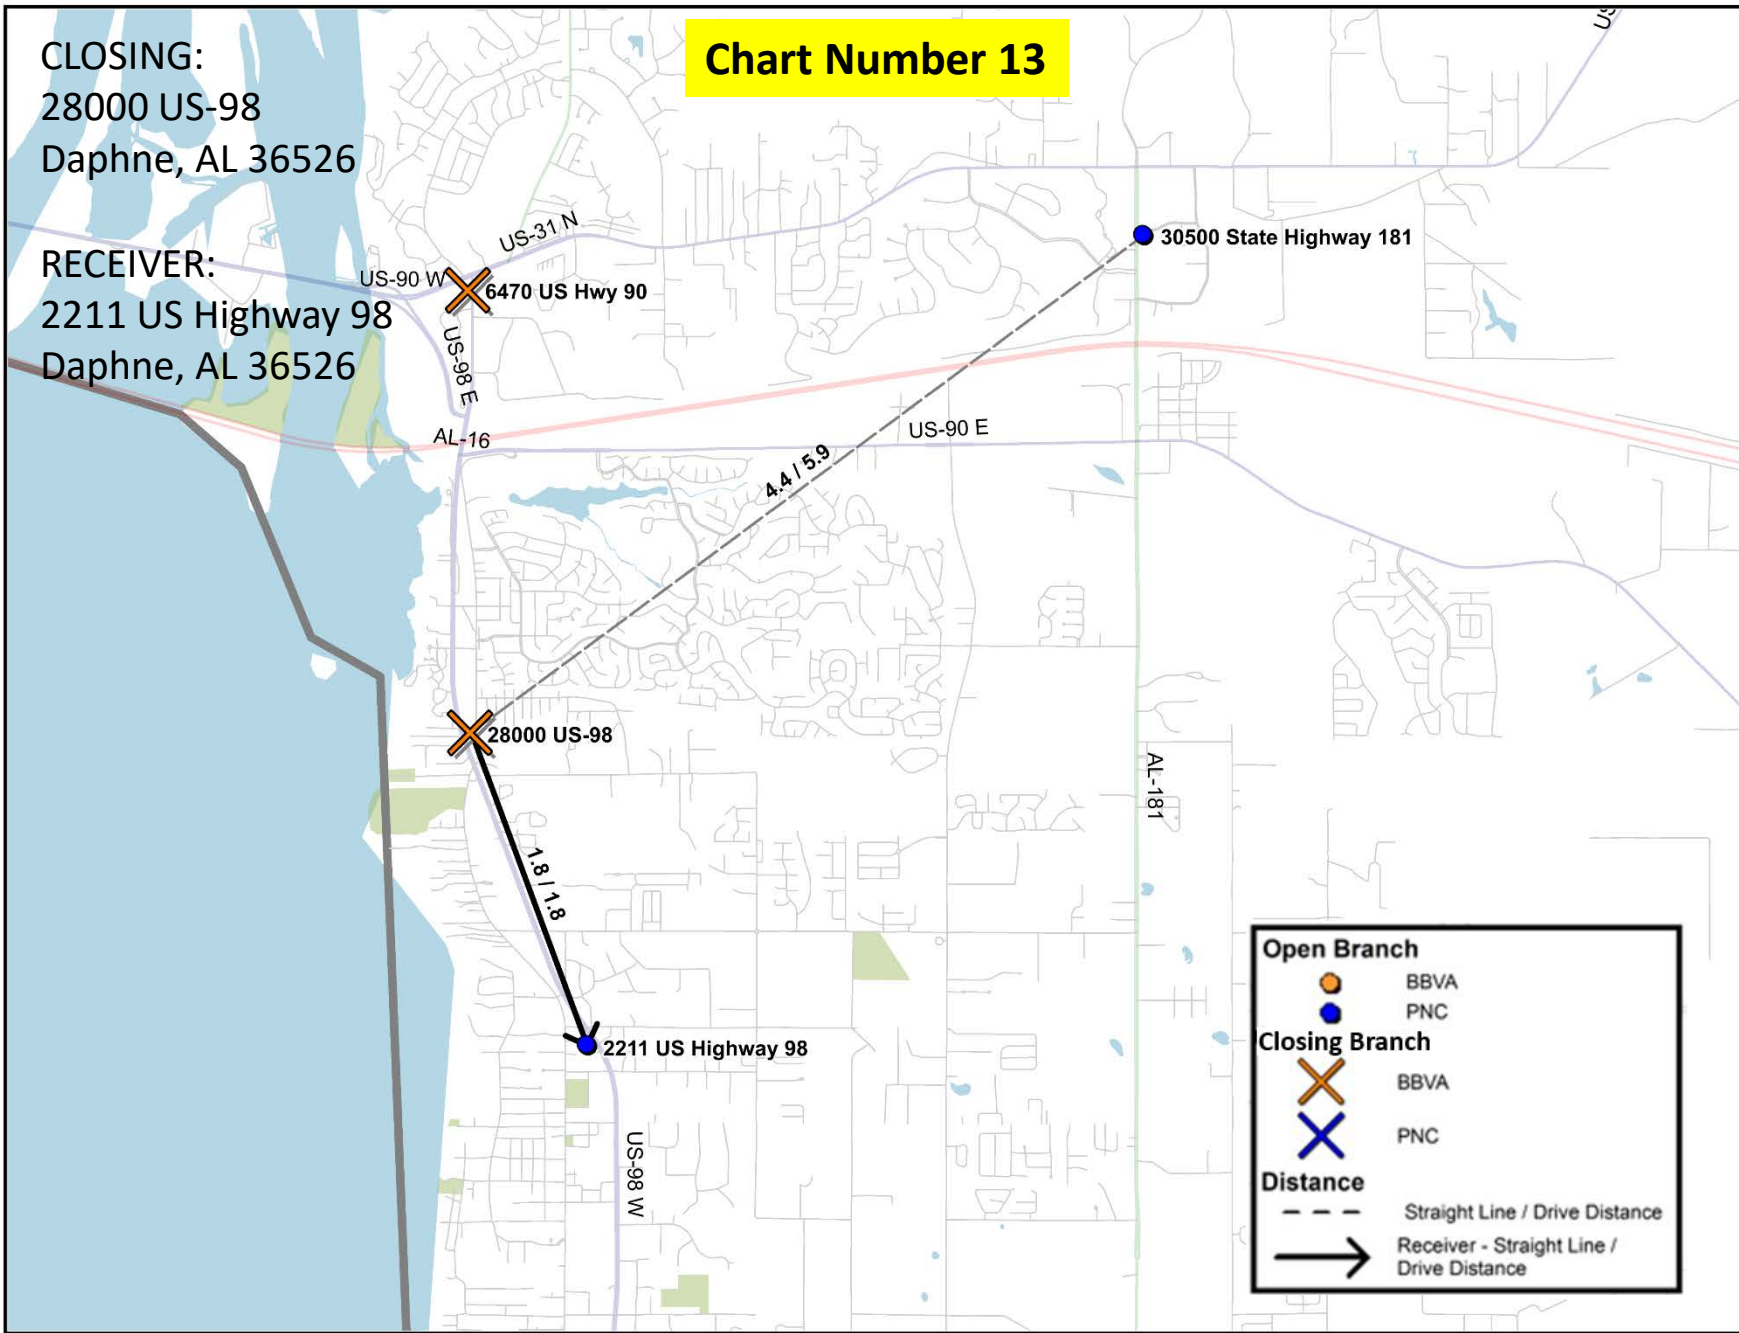 Chart Number 13
CLOSING:
28000 US-98
Daphne, AL 36526
RECEIVER:
2211 US Highway 98
Daphne, AL 36526
US-31 N
US-90 W
6470 US Hwy 90
30500 State Highway 181
US-98 E
AL-16
US-90 E
4.4 / 5.9
28000 US-98
AL-181
1.8 / 1.8
2211 US Highway 98
US-98 W
Open Branch
BBVA
PNC
Closing Branch
BBVA
PNC
Distance
Straight Line / Drive Distance
Receiver - Straight Line /
Drive Distance